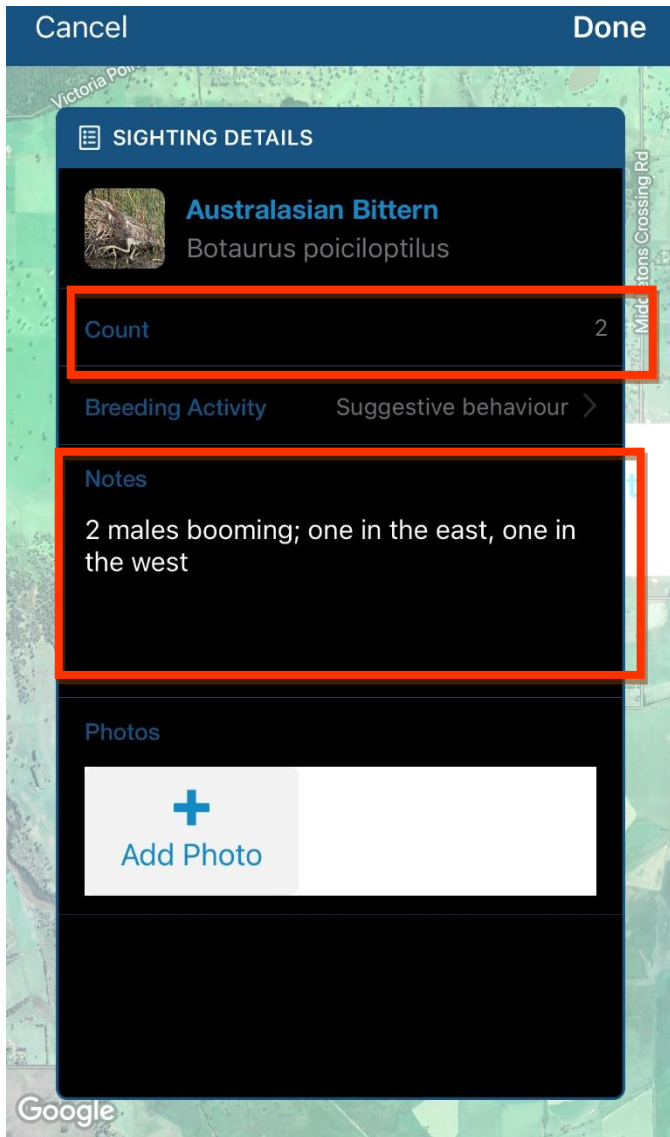 Cancel Done
Victoria Poin
SIGHTING DETAILS
Australasian Bittern
Botaurus poiciloptilus
Middletons Crossing Rd
Count 2
Breeding Activity Suggestive behaviour
Notes
2 males booming; one in the east, one in
the west
Photos
Add Photo
Google